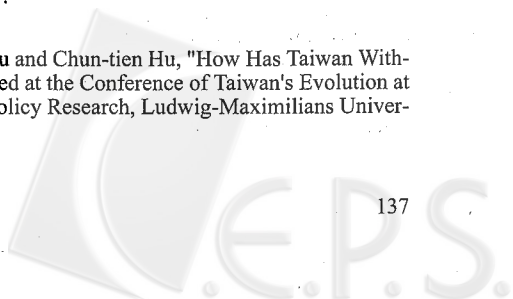 u and Chun-tien Hu, "How Has Taiwan With-
ed at the Conference of Taiwan's Evolution at
olicy Research, Ludwig-Maximilians Univer-
137
C.E.P.S.